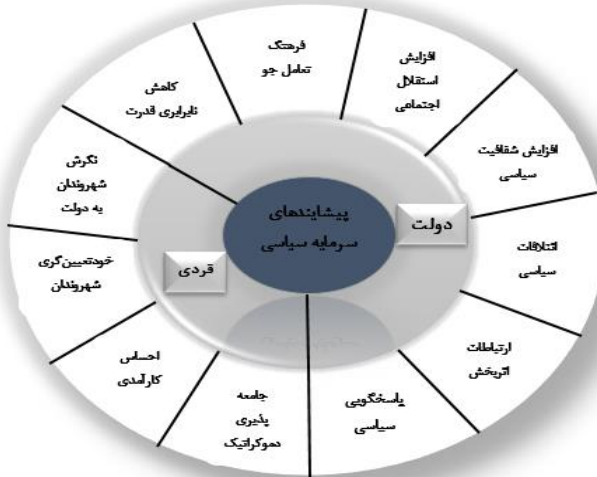 فرهنگ
تعامل جو
افزایش
استقلال
اجتماعی
افزایش شفافیت
سیاسی
ائتلافات
سیاسی
ارتباطات
اثربخش
پاسخگویی
سیاسی
جامعه
پذیری
دموکراتیک
احساس
کارآمدی
خودتعیین‌گری
شهروندان
نگرش
شهروندان
به دولت
کاهش
نابرابری قدرت
دولت
پیشایندهای
سرمایه سیاسی
فردی